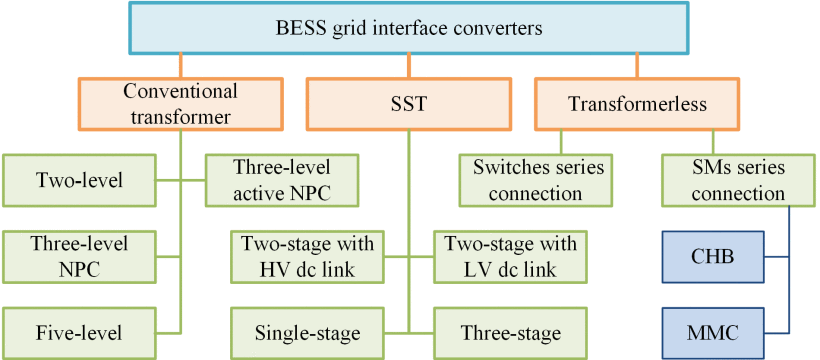 BESS grid interface converters
Conventional
transformer
SST
Transformerless
Two-level
Three-level
active NPC
Switches series
connection
SMs series
connection
Three-level
NPC
Two-stage with
HV dc link
Two-stage with
LV dc link
CHB
Five-level
Single-stage
Three-stage
MMC